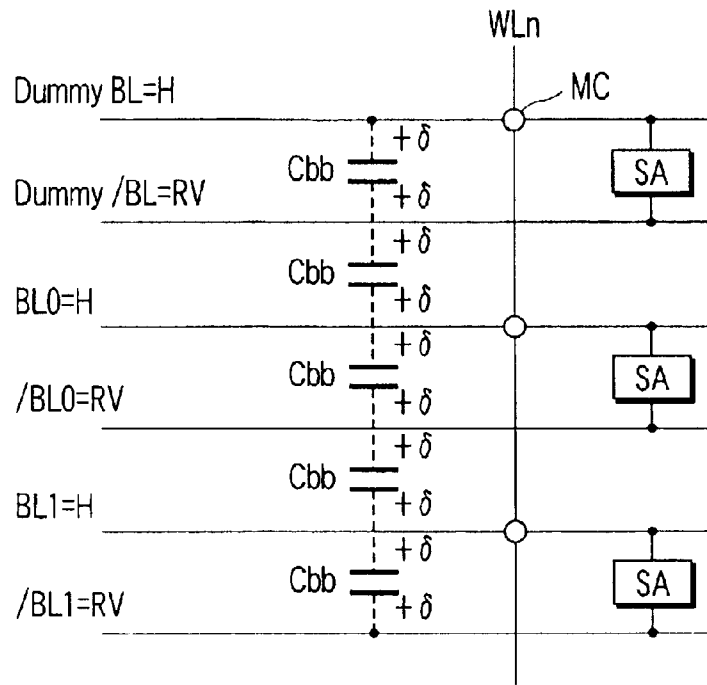 WLn
Dummy BL=H
MC
+δ
Cbb
SA
+δ
Dummy /BL=RV
+δ
Cbb
+δ
BL0=H
+δ
Cbb
SA
+δ
/BL0=RV
+δ
Cbb
+δ
BL1=H
+δ
Cbb
SA
+δ
/BL1=RV